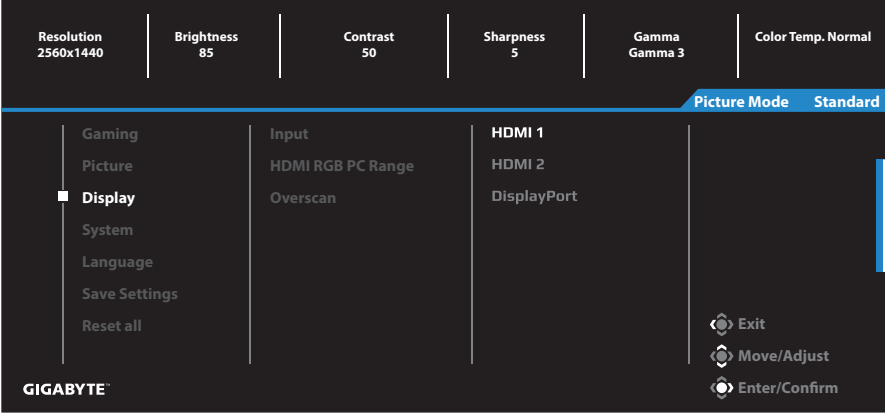 Resolution Brightness Contrast Sharpness Gamma Color Temp. Normal
2560x1440 85 50 5 Gamma 3
Picture Mode Standard
Gaming Input HDMI 1
Picture HDMI RGB PC Range HDMI 2
Display Overscan DisplayPort
System
Language
Save Settings
Reset all
Exit
Move/Adjust
Enter/Confirm
GIGABYTE™